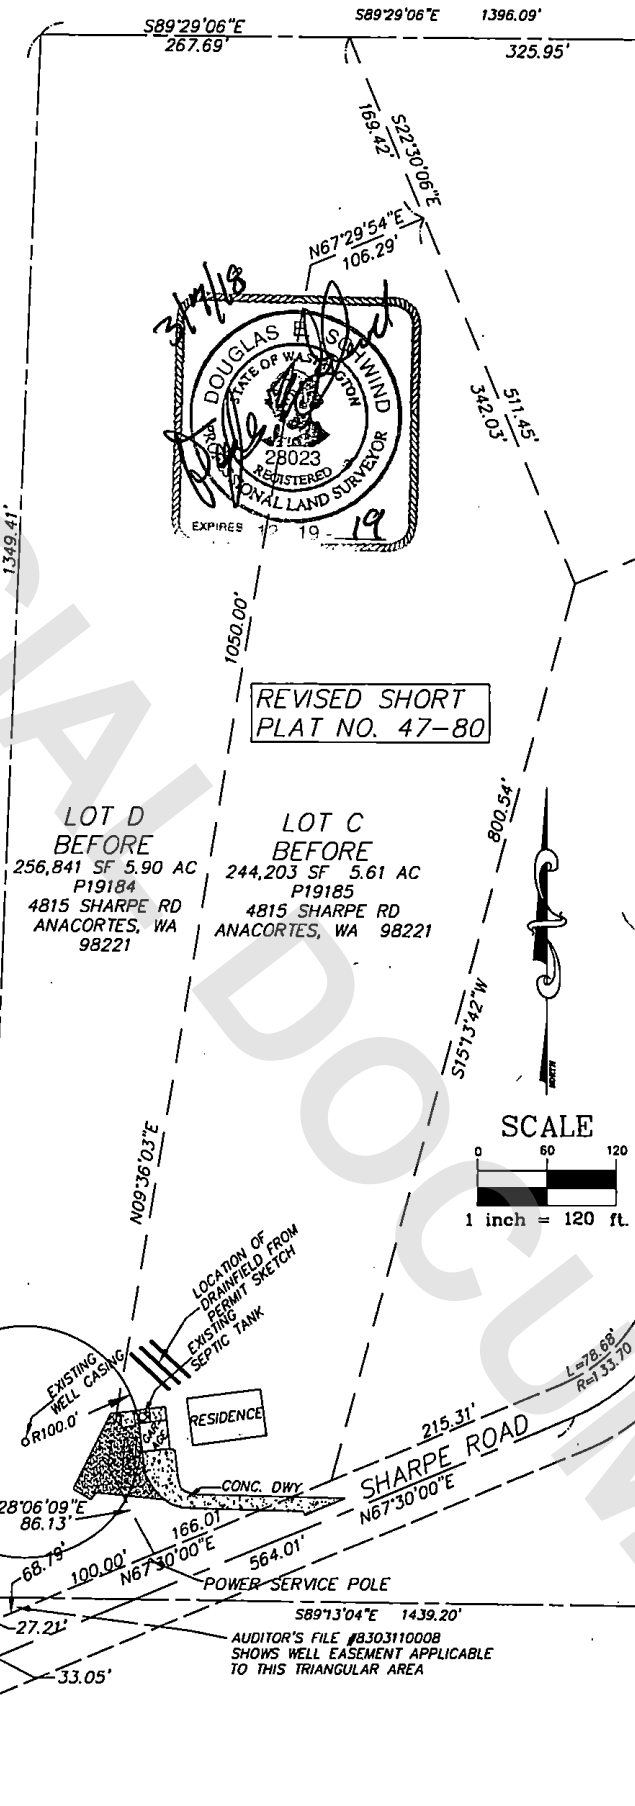 S89°29'06"E 1396.09'
S89°29'06"E
267.69'
325.95'
S22°30'06"E
169.42'
N67°29'54"E
106.29'
3/19/18
DOUGLAS E SCHWIND
STATE OF WASHINGTON
28023
REGISTERED
PROFESSIONAL LAND SURVEYOR
EXPIRES 12 19 - 19
511.45'
342.03'
1349.41'
1050.00'
REVISED SHORT
PLAT NO. 47-80
LOT D
BEFORE
256,841 SF 5.90 AC
P19184
4815 SHARPE RD
ANACORTES, WA
98221
LOT C
BEFORE
244,203 SF 5.61 AC
P19185
4815 SHARPE RD
ANACORTES, WA 98221
800.54'
S15°13'42"W
NORTH
SCALE
0 60 120
1 inch = 120 ft.
N09°36'03"E
LOCATION OF
DRAINFIELD FROM
PERMIT SKETCH
EXISTING
SEPTIC TANK
EXISTING
WELL CASING
R100.0'
GAR-
AGE
RESIDENCE
CONC. DWY
L=78.68'
R=133.70
215.31'
SHARPE ROAD
N67°30'00"E
28°06'09"E
86.13'
166.01'
100.00'
N67°30'00"E
564.01'
68.79'
POWER SERVICE POLE
27.21'
S89°13'04"E 1439.20'
AUDITOR'S FILE #8303110008
SHOWS WELL EASEMENT APPLICABLE
TO THIS TRIANGULAR AREA
33.05'
CIAL DOCUM